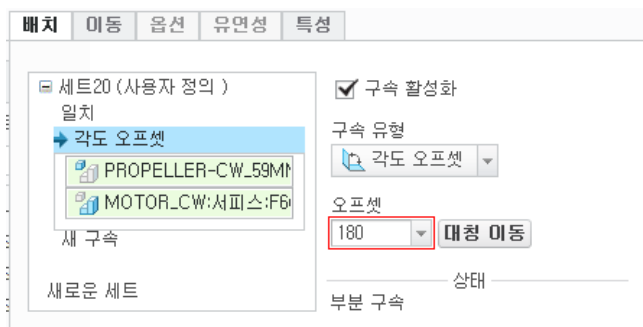 배치 이동 옵션 유연성 특성
세트20 (사용자 정의 )
일치
각도 오프셋
PROPELLER-CW_59MN
MOTOR_CW:서피스:F6(
새 구속
새로운 세트
구속 활성화
구속 유형
각도 오프셋
오프셋
180 대칭 이동
상태
부분 구속